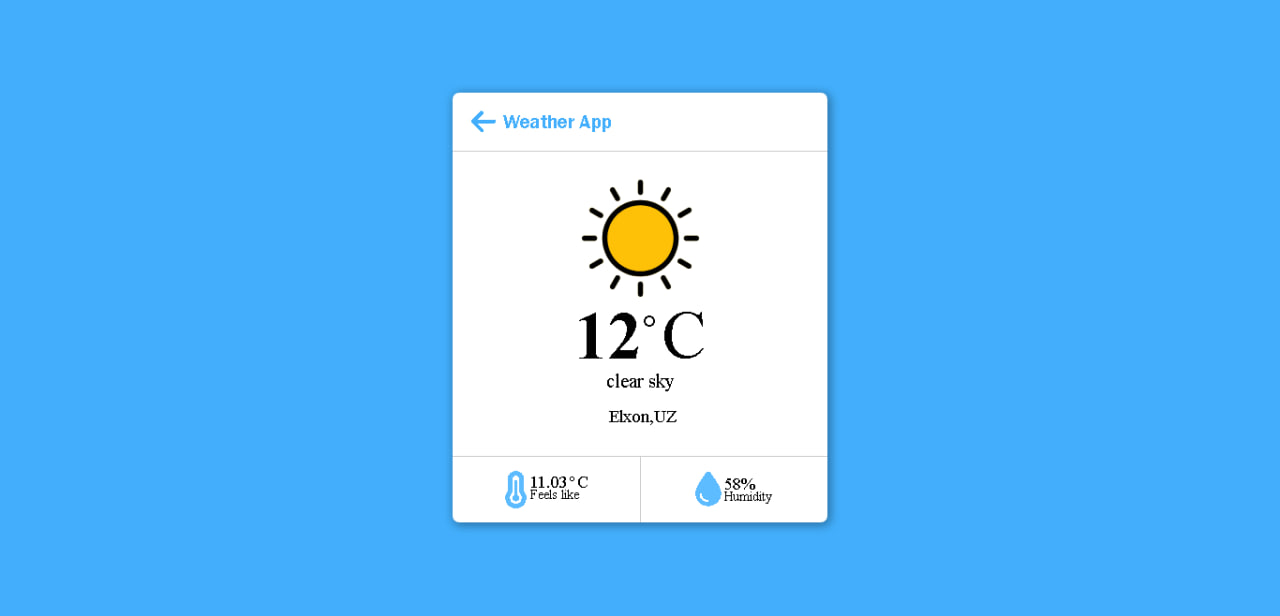 Weather App
12°C
clear sky
Elxon,UZ
11.03°C
Feels like
58%
Humidity